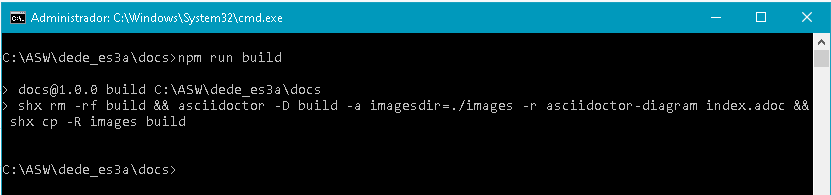 Administrador: C:\Windows\System32\cmd.exe
C:\ASW\dede_es3a\docs>npm run build
> docs@1.0.0 build C:\ASW\dede_es3a\docs
> shx rm -rf build && asciidoctor -D build -a imagesdir=./images -r asciidoctor-diagram index.adoc &&
shx cp -R images build
C:\ASW\dede_es3a\docs>